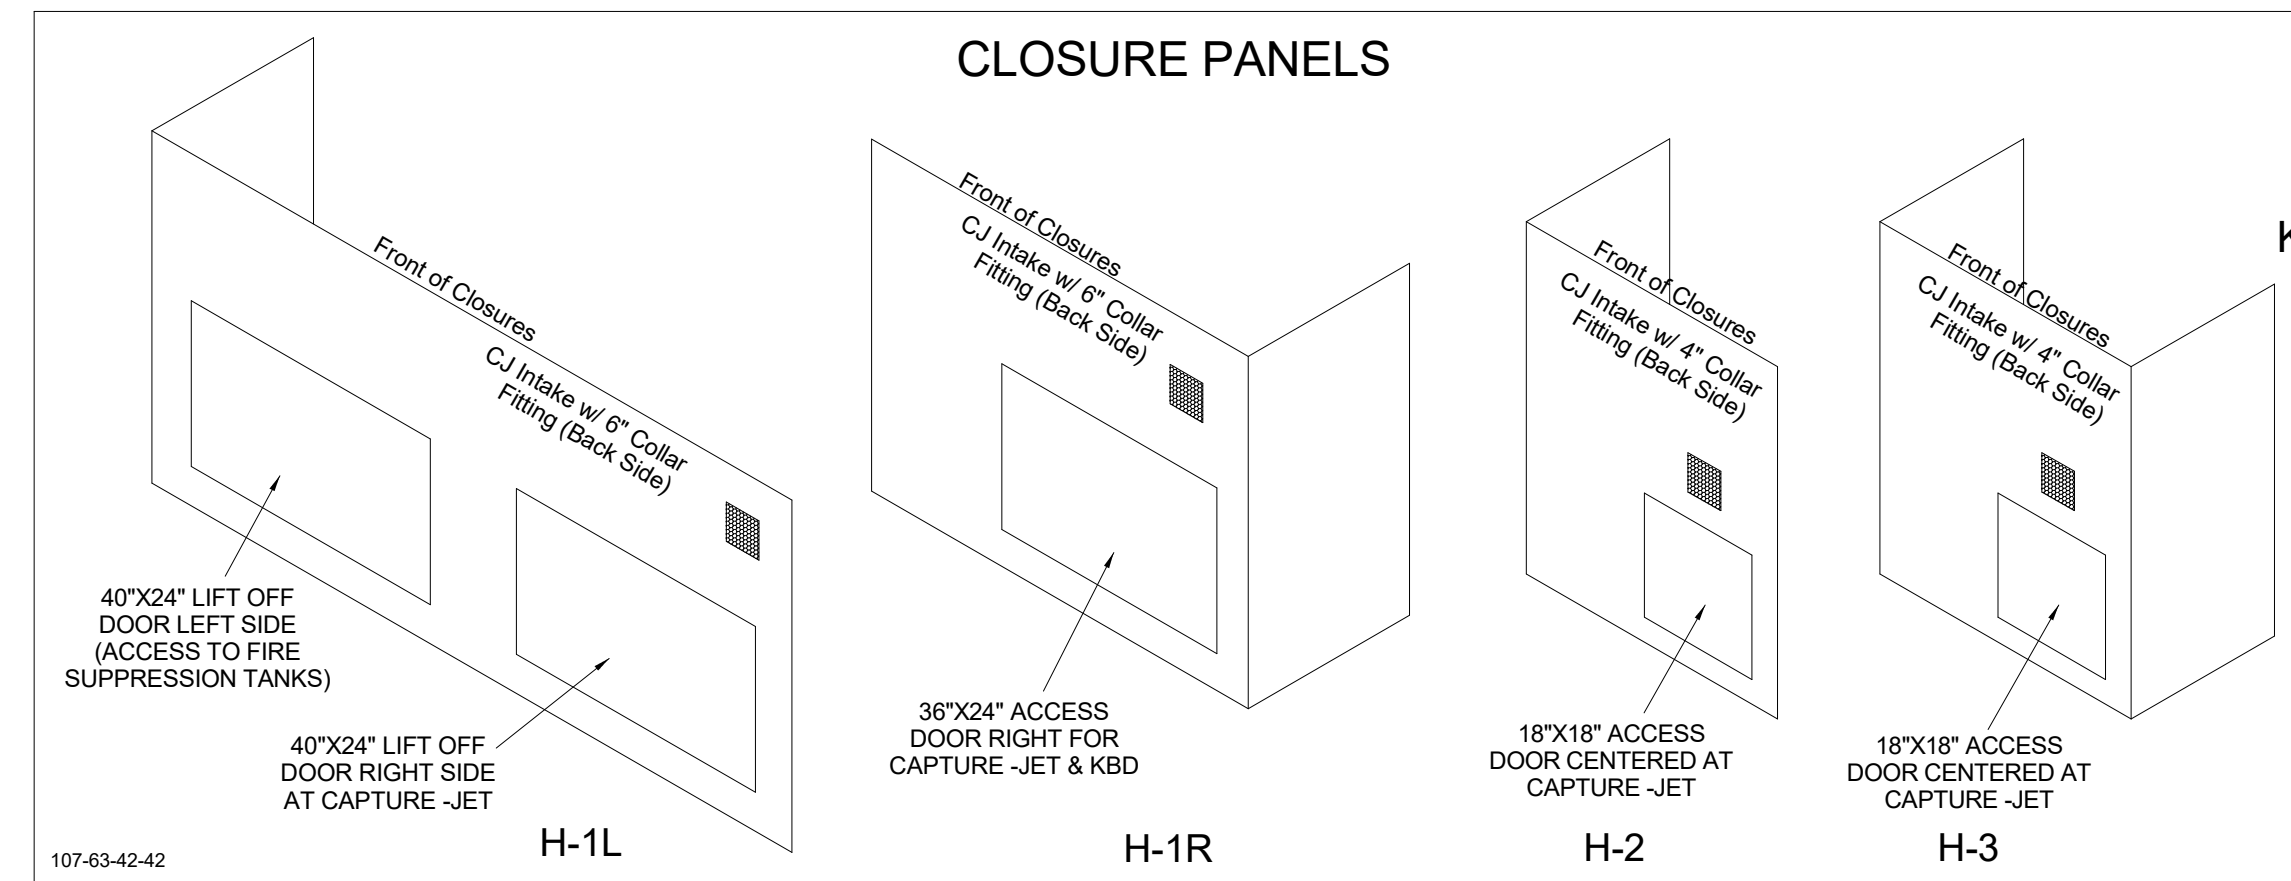 CLOSURE PANELS
Front of Closures
CJ Intake w/ 6" Collar
Fitting (Back Side)
40"X24" LIFT OFF
DOOR LEFT SIDE
(ACCESS TO FIRE
SUPPRESSION TANKS)
40"X24" LIFT OFF
DOOR RIGHT SIDE
AT CAPTURE -JET
H-1L
Front of Closures
CJ Intake w/ 6" Collar
Fitting (Back Side)
36"X24" ACCESS
DOOR RIGHT FOR
CAPTURE -JET & KBD
H-1R
Front of Closures
CJ Intake w/ 4" Collar
Fitting (Back Side)
18"X18" ACCESS
DOOR CENTERED AT
CAPTURE -JET
H-2
Front of Closures
CJ Intake w/ 4" Collar
Fitting (Back Side)
18"X18" ACCESS
DOOR CENTERED AT
CAPTURE -JET
H-3
107-63-42-42